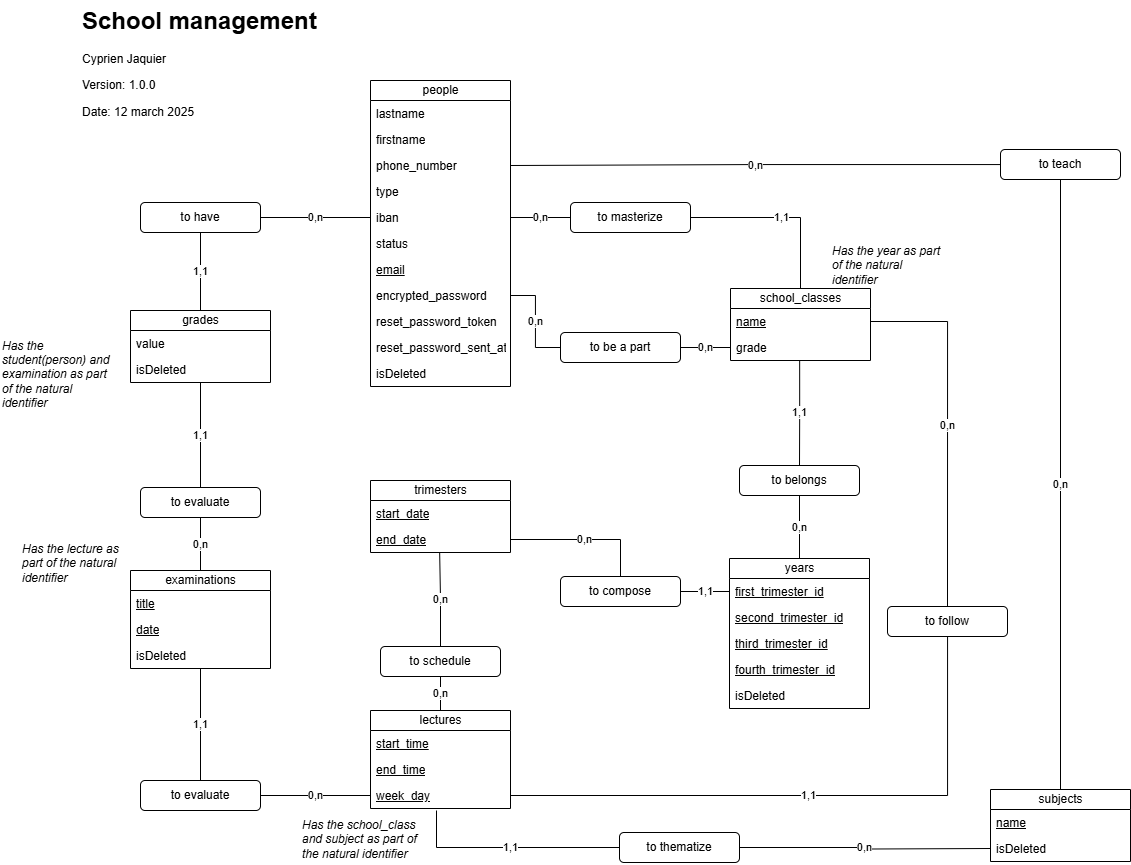 School management
Cyprien Jaquier
Version: 1.0.0
Date: 12 march 2025
people
lastname
firstname
phone_number
type
iban
status
email
encrypted_password
reset_password_token
reset_password_sent_at
isDeleted
0,n
to teach
to have
0,n
0,n
to masterize
1,1
1,1
Has the year as part
of the natural
identifier
school_classes
name
grade
0,n
to be a part
0,n
grades
value
isDeleted
Has the
student(person) and
examination as part
of the natural
identifier
1,1
1,1
0,n
0,n
to belongs
to evaluate
0,n
trimesters
start_date
end_date
0,n
0,n
Has the lecture as
part of the natural
identifier
examinations
title
date
isDeleted
to compose
1,1
years
first_trimester_id
second_trimester_id
third_trimester_id
fourth_trimester_id
isDeleted
0,n
to follow
to schedule
0,n
lectures
start_time
end_time
week_day
1,1
to evaluate
0,n
1,1
Has the school_class
and subject as part of
the natural identifier
1,1
to thematize
0,n
subjects
name
isDeleted